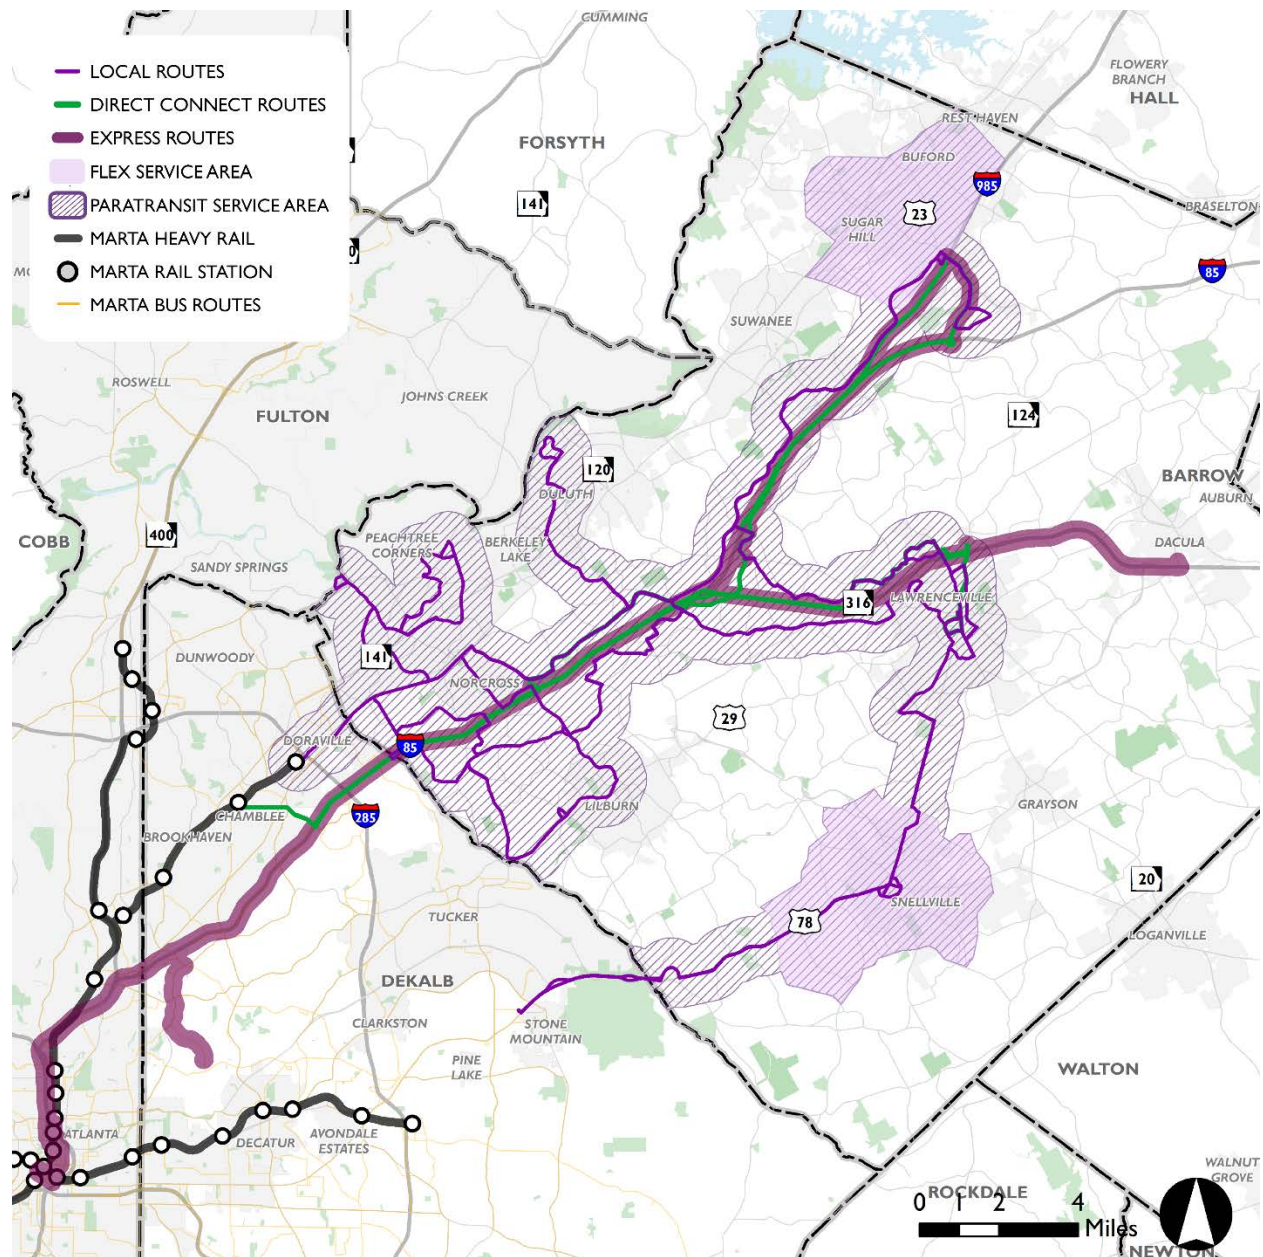 CUMMING
LOCAL ROUTES
DIRECT CONNECT ROUTES
EXPRESS ROUTES
FLEX SERVICE AREA
PARATRANSIT SERVICE AREA
MARTA HEAVY RAIL
MARTA RAIL STATION
MARTA BUS ROUTES
FLOWERY
BRANCH
HALL
REST HAVEN
FORSYTH
BUFORD
985
141
23
SUGAR
HILL
BRASELTON
85
SUWANEE
ROSWELL
JOHNS CREEK
FULTON
124
120
DULUTH
BARROW
AUBURN
400
COBB
PEACHTREE
CORNERS
BERKELEY
LAKE
DACULA
SANDY SPRINGS
316
LAWRENCEVILLE
DUNWOODY
141
NORCROSS
29
DORAVILLE
85
CHAMBLEE
285
LILBURN
GRAYSON
BROOKHAVEN
20
SNELLVILLE
78
TUCKER
LOGANVILLE
DEKALB
CLARKSTON
STONE
MOUNTAIN
PINE
LAKE
WALTON
ATLANTA
DECATUR
AVONDALE
ESTATES
WALNUT
GROVE
ROCKDALE
0 1 2 4
Miles
NEWTON